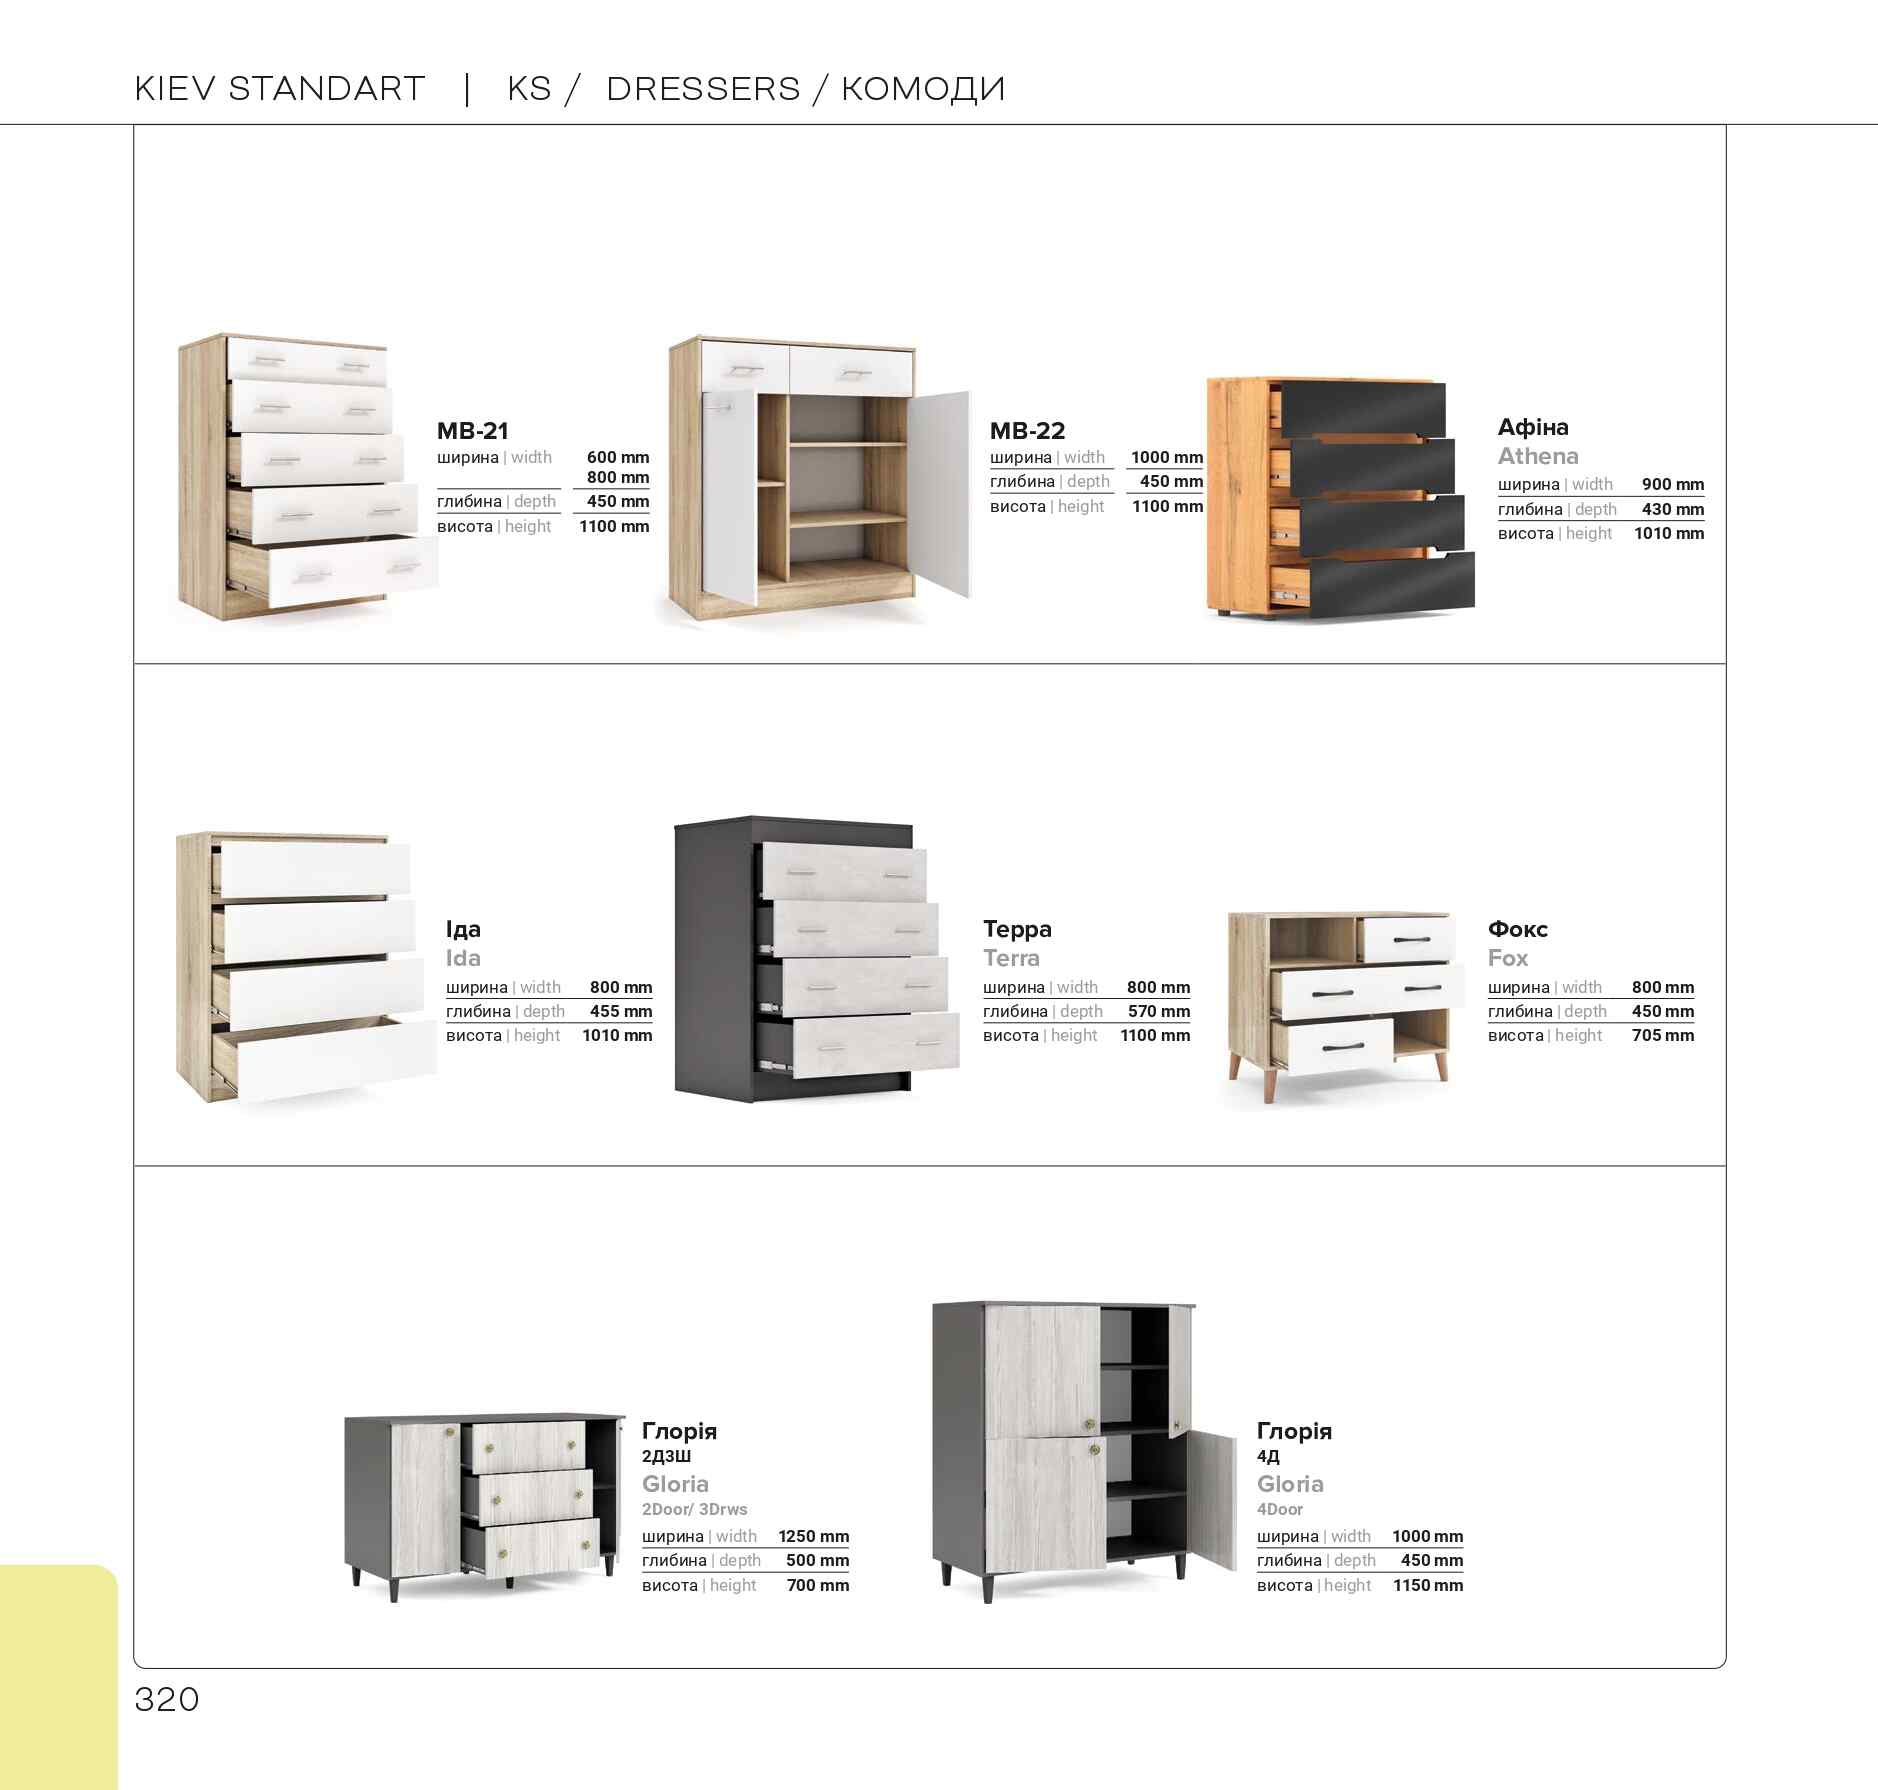 KIEV STANDART | KS / DRESSERS / КОМОДИ
МВ-21
ширина | width 600 mm
800 mm
глибина | depth 450 mm
висота | height 1100 mm
МВ-22
ширина | width 1000 mm
глибина | depth 450 mm
висота | height 1100 mm
Афіна
Athena
ширина | width 900 mm
глибина | depth 430 mm
висота | height 1010 mm
Іда
Ida
ширина | width 800 mm
глибина | depth 455 mm
висота | height 1010 mm
Терра
Terra
ширина | width 800 mm
глибина | depth 570 mm
висота | height 1100 mm
Фокс
Fox
ширина | width 800 mm
глибина | depth 450 mm
висота | height 705 mm
Глорія
2Д3Ш
Gloria
2Door/ 3Drws
ширина | width 1250 mm
глибина | depth 500 mm
висота | height 700 mm
Глорія
4Д
Gloria
4Door
ширина | width 1000 mm
глибина | depth 450 mm
висота | height 1150 mm
320